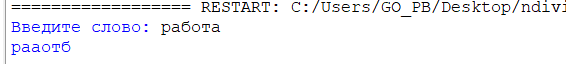 ================== RESTART: C:/Users/GO_PB/Desktop/ndivi
Введите слово: работа
рааотб